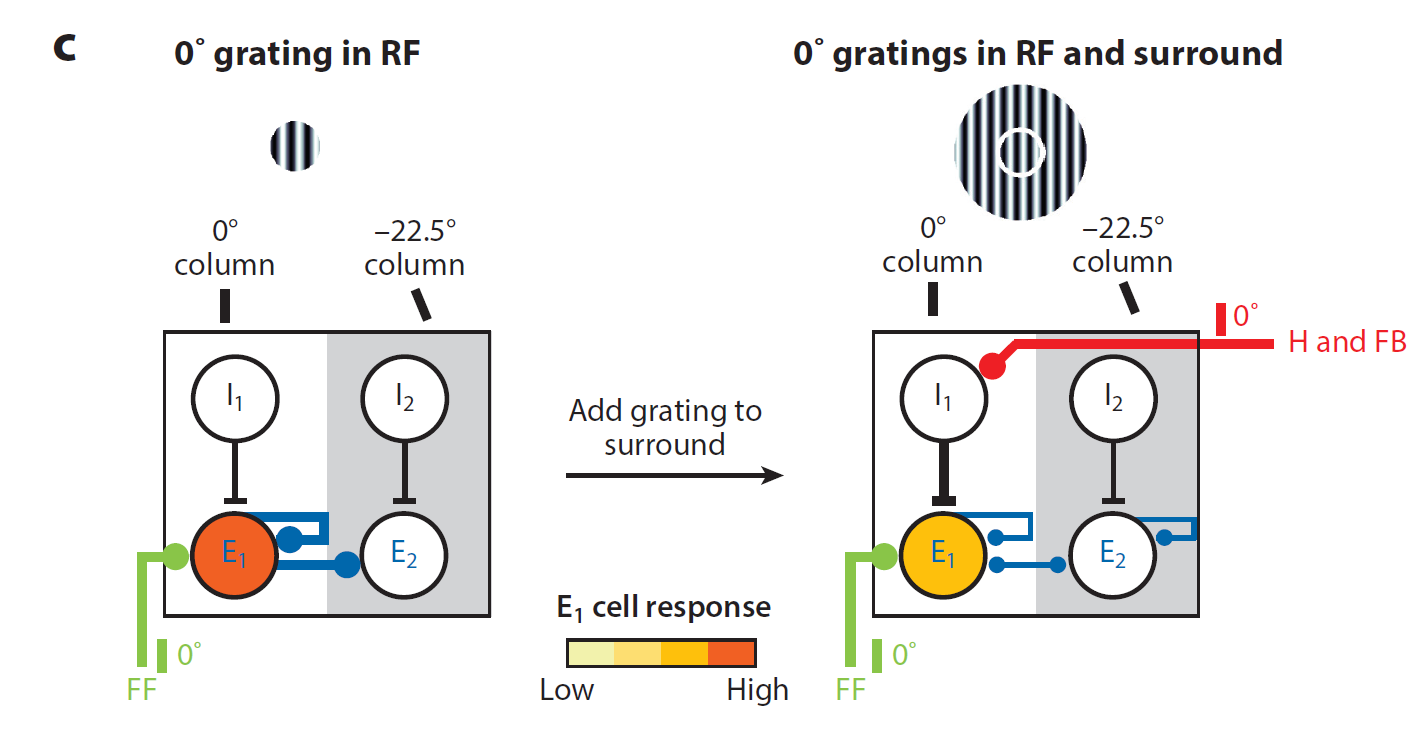 c
0° grating in RF
0° gratings in RF and surround
0°
column
–22.5°
column
0°
column
–22.5°
column
0°
H and FB
I1
I2
I1
I2
Add grating to
surround
E1
E2
E1
E2
E1 cell response
Low
High
0°
FF
0°
FF